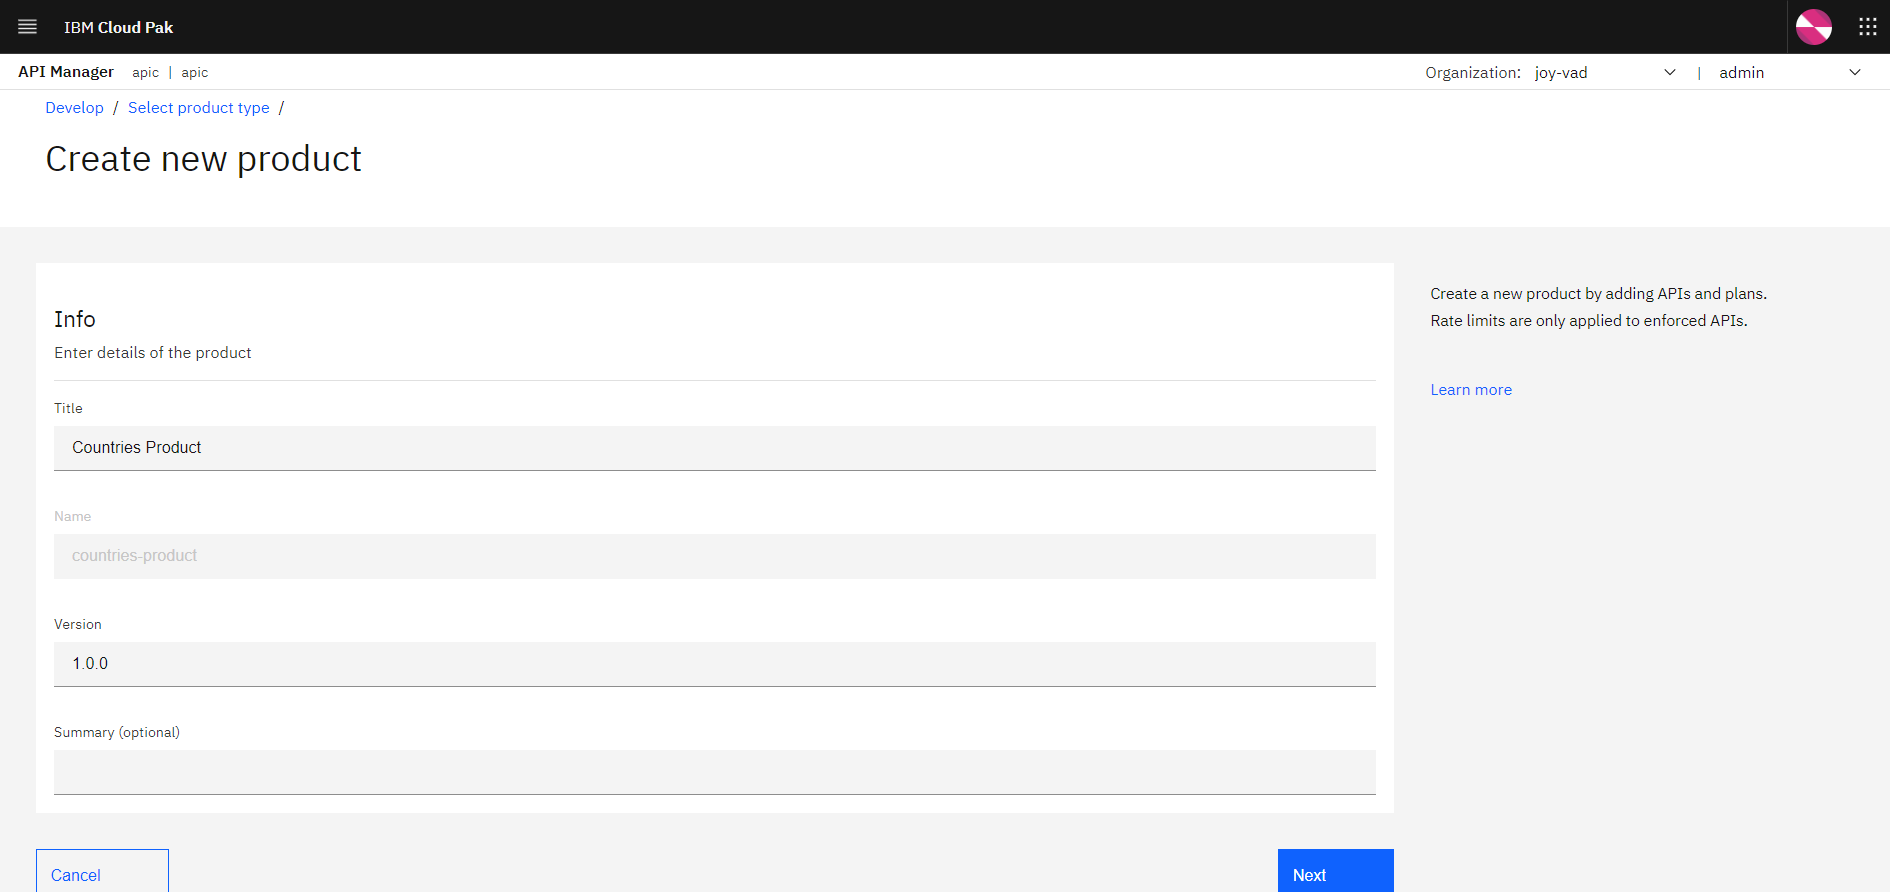 IBM Cloud Pak
API Manager apic | apic
Organization: joy-vad | admin
Develop / Select product type /
Create new product
Info
Enter details of the product
Title
Countries Product
Name
countries-product
Version
1.0.0
Summary (optional)
Cancel
Next
Create a new product by adding APIs and plans.
Rate limits are only applied to enforced APIs.
Learn more